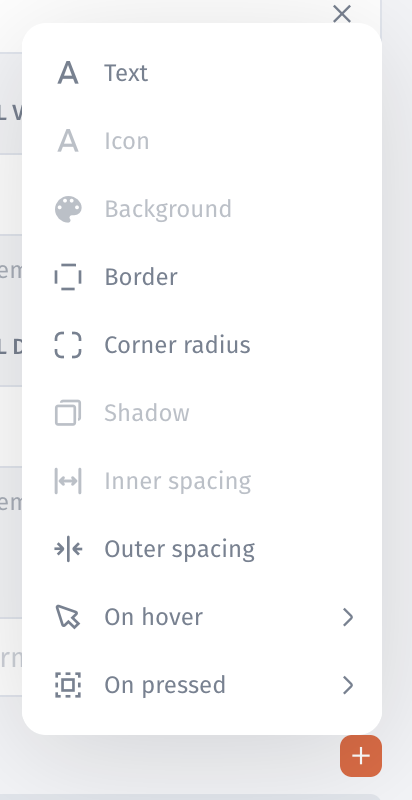 Text
Icon
Background
Border
Corner radius
Shadow
Inner spacing
Outer spacing
On hover
On pressed